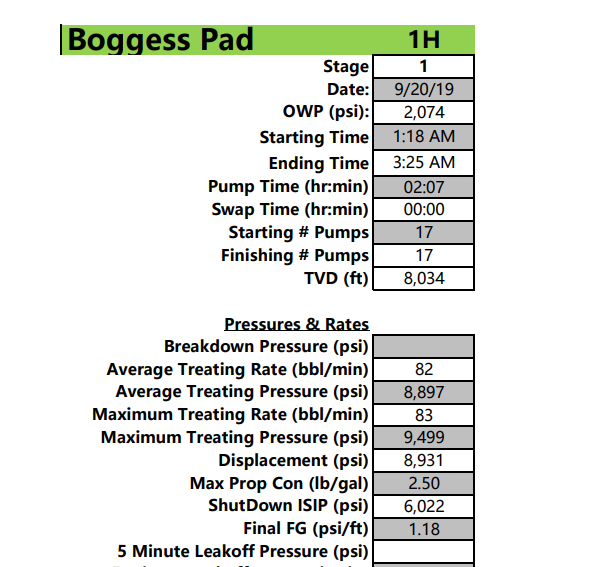 Boggess Pad 1H
Stage 1
Date: 9/20/19
OWP (psi): 2,074
Starting Time 1:18 AM
Ending Time 3:25 AM
Pump Time (hr:min) 02:07
Swap Time (hr:min) 00:00
Starting # Pumps 17
Finishing # Pumps 17
TVD (ft) 8,034
Pressures & Rates
Breakdown Pressure (psi)
Average Treating Rate (bbl/min) 82
Average Treating Pressure (psi) 8,897
Maximum Treating Rate (bbl/min) 83
Maximum Treating Pressure (psi) 9,499
Displacement (psi) 8,931
Max Prop Con (lb/gal) 2.50
ShutDown ISIP (psi) 6,022
Final FG (psi/ft) 1.18
5 Minute Leakoff Pressure (psi)